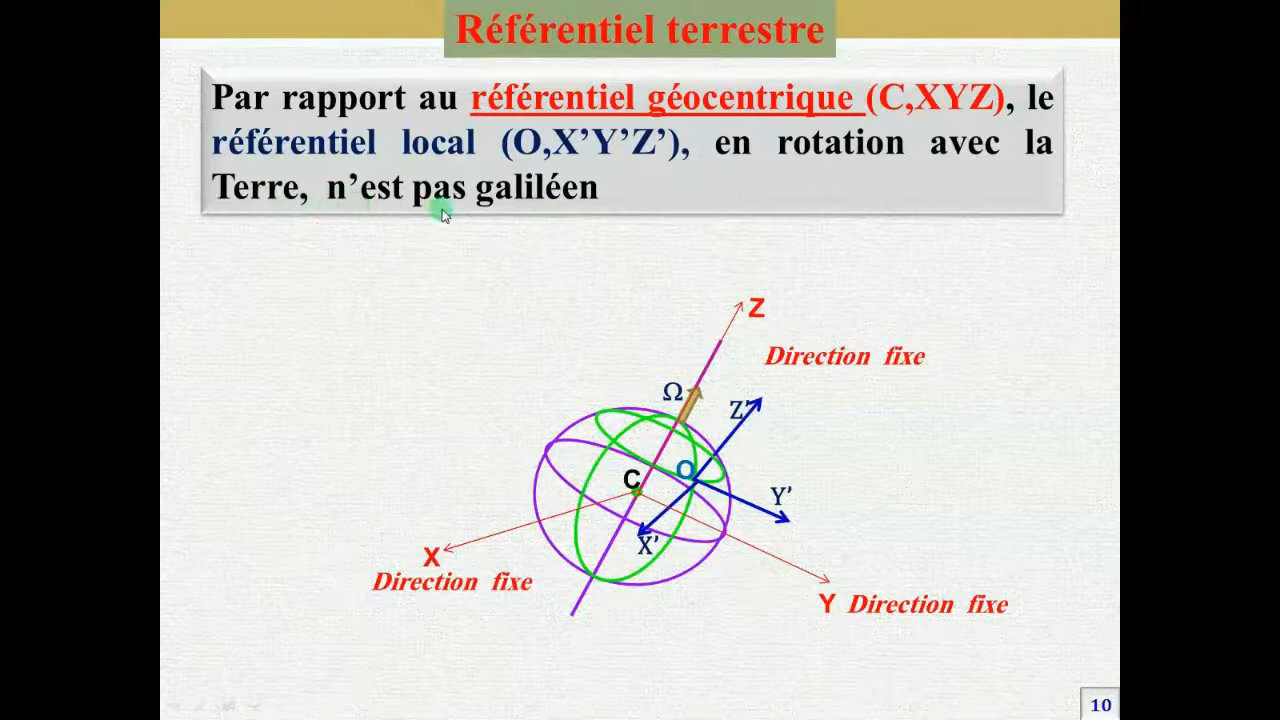 Référentiel terrestre
Par rapport au référentiel géocentrique (C,XYZ), le
référentiel local (O,X’Y’Z’), en rotation avec la
Terre, n’est pas galiléen
Z
Direction fixe
Ω
Z’
O
C
Y’
X’
X
Direction fixe
Y Direction fixe
10